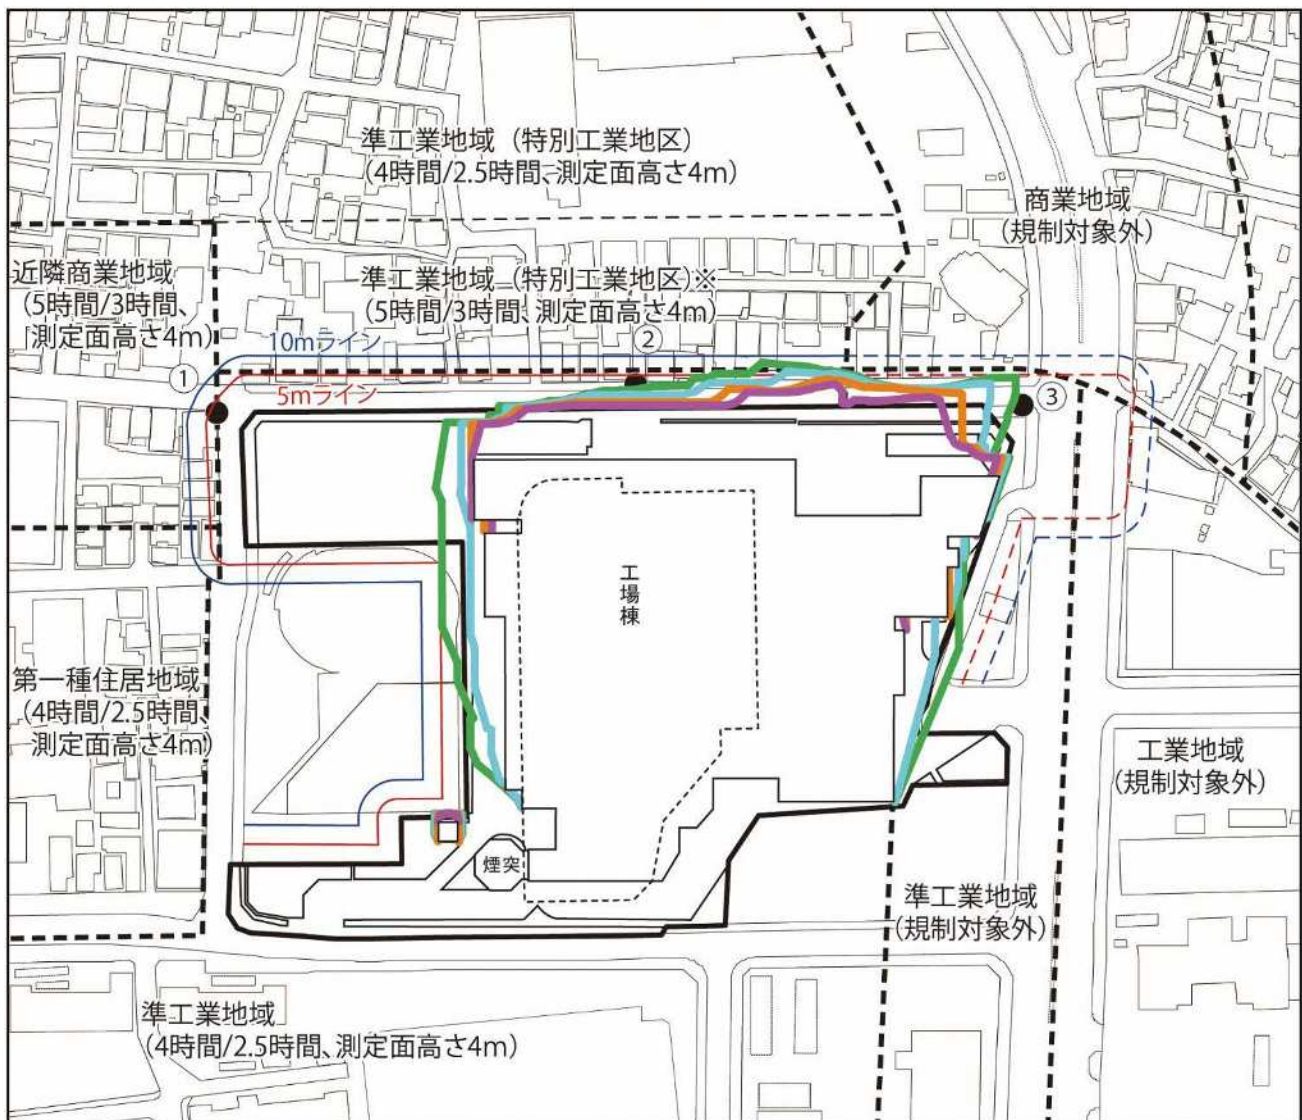 準工業地域（特別工業地区）
（4時間/2.5時間、測定面高さ4m）
商業地域
（規制対象外）
近隣商業地域
（5時間/3時間、
測定面高さ4m）
準工業地域（特別工業地区）※
（5時間/3時間、測定面高さ4m）
10mライン
②
①
5mライン
③
工場棟
第一種住居地域
（4時間/2.5時間、
測定面高さ4m）
工業地域
（規制対象外）
煙突
準工業地域
（規制対象外）
準工業地域
（4時間/2.5時間、測定面高さ4m）